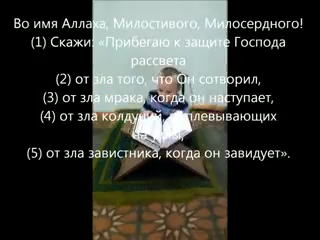 Во имя Аллаха, Милостивого, Милосердного!
(1) Скажи: «Прибегаю к защите Господа
рассвета
(2) от зла того, что Он сотворил,
(3) от зла мрака, когда он наступает,
(4) от зла колдуний,
(5) от зла завистника, когда он завидует».